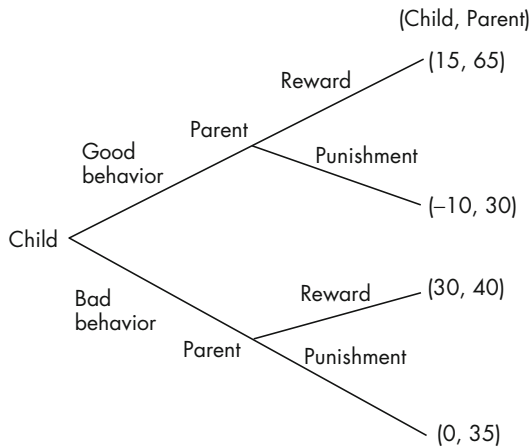 (Child, Parent)
(15, 65)
Reward
Parent
Good
behavior
Punishment
(–10, 30)
Child
Bad
behavior
Reward
(30, 40)
Parent
Punishment
(0, 35)